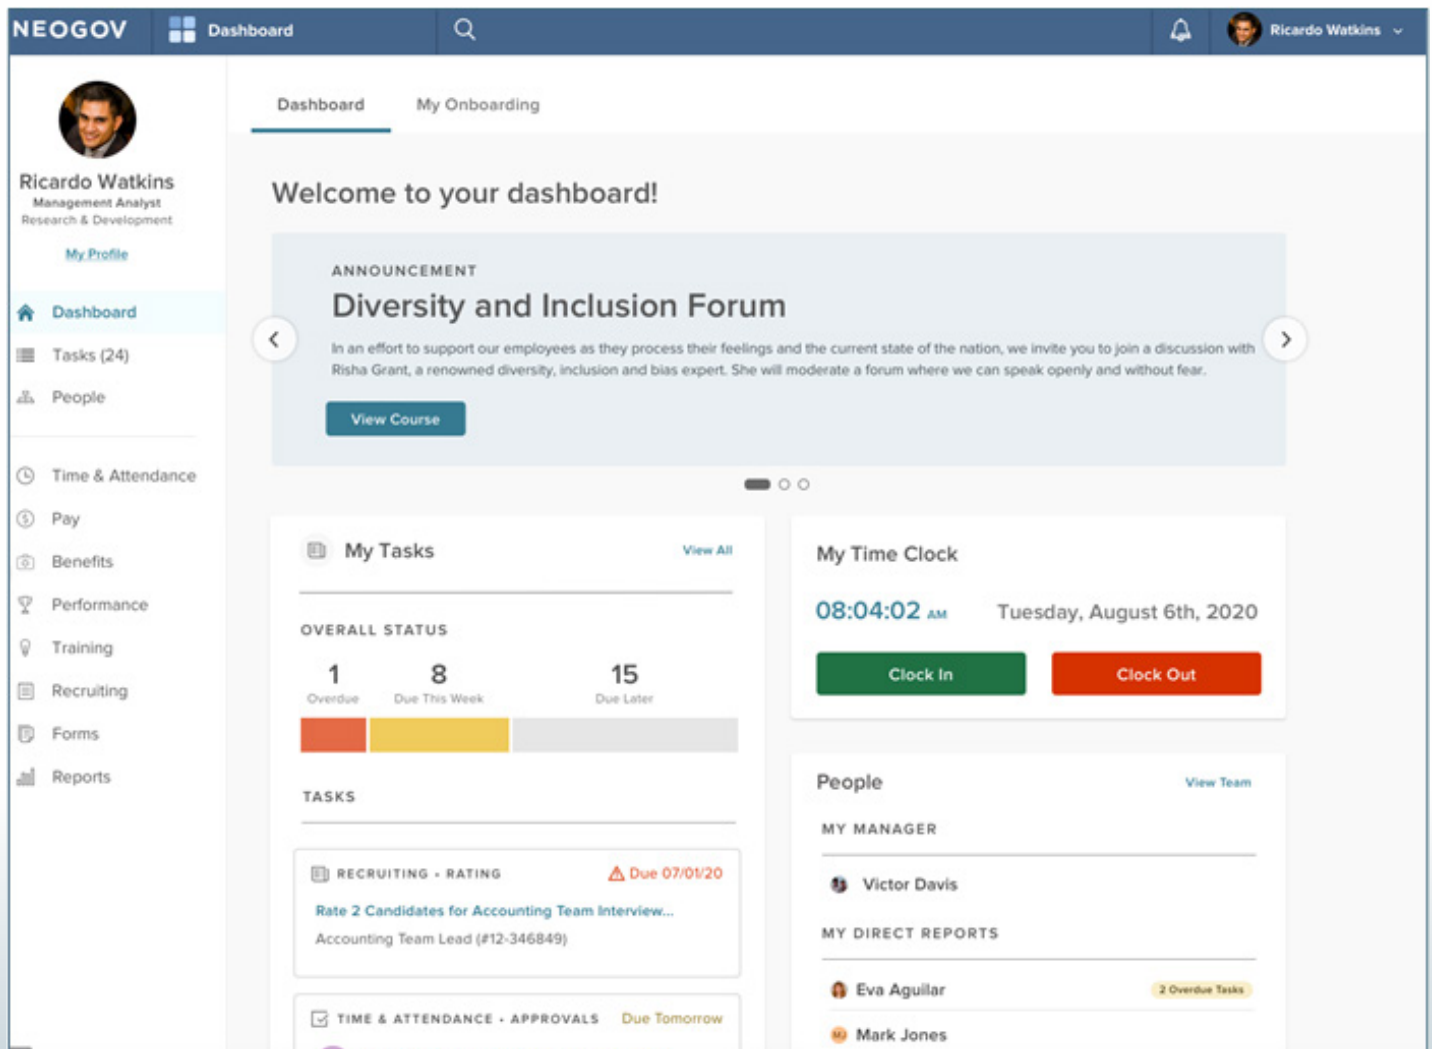 NEOGOV
Dashboard
Ricardo Watkins
Ricardo Watkins
Management Analyst
Research & Development
My Profile
Dashboard
Tasks (24)
People
Time & Attendance
Pay
Benefits
Performance
Training
Recruiting
Forms
Reports
Dashboard
My Onboarding
Welcome to your dashboard!
ANNOUNCEMENT
Diversity and Inclusion Forum
In an effort to support our employees as they process their feelings and the current state of the nation, we invite you to join a discussion with
Risha Grant, a renowned diversity, inclusion and bias expert. She will moderate a forum where we can speak openly and without fear.
View Course
My Tasks
View All
OVERALL STATUS
1
Overdue
8
Due This Week
15
Due Later
TASKS
RECRUITING - RATING
Due 07/01/20
Rate 2 Candidates for Accounting Team Interview...
Accounting Team Lead (#12-346849)
TIME & ATTENDANCE - APPROVALS
Due Tomorrow
My Time Clock
08:04:02 AM
Tuesday, August 6th, 2020
Clock In
Clock Out
People
View Team
MY MANAGER
Victor Davis
MY DIRECT REPORTS
Eva Aguilar
2 Overdue Tasks
MJ
Mark Jones